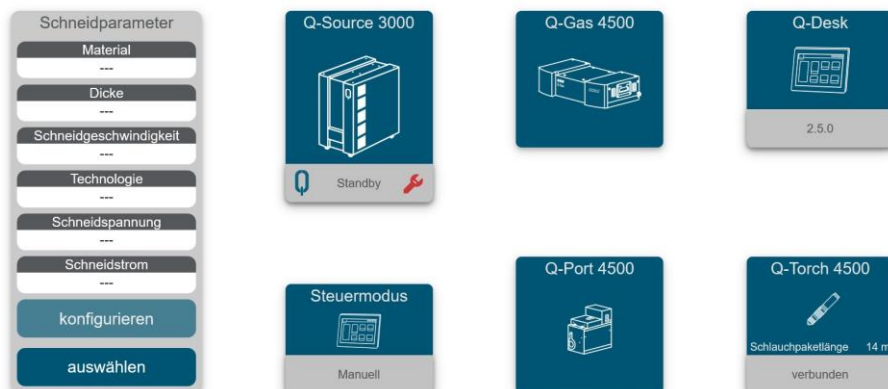 Schneidparameter
Material
---
Dicke
---
Schneidgeschwindigkeit
---
Technologie
---
Schneidspannung
---
Schneidstrom
---
konfigurieren
auswählen
Q-Source 3000
Standby
Q-Gas 4500
Q-Desk
2.5.0
Steuermodus
Manuell
Q-Port 4500
Q-Torch 4500
Schlauchpaketlänge 14 m
verbunden